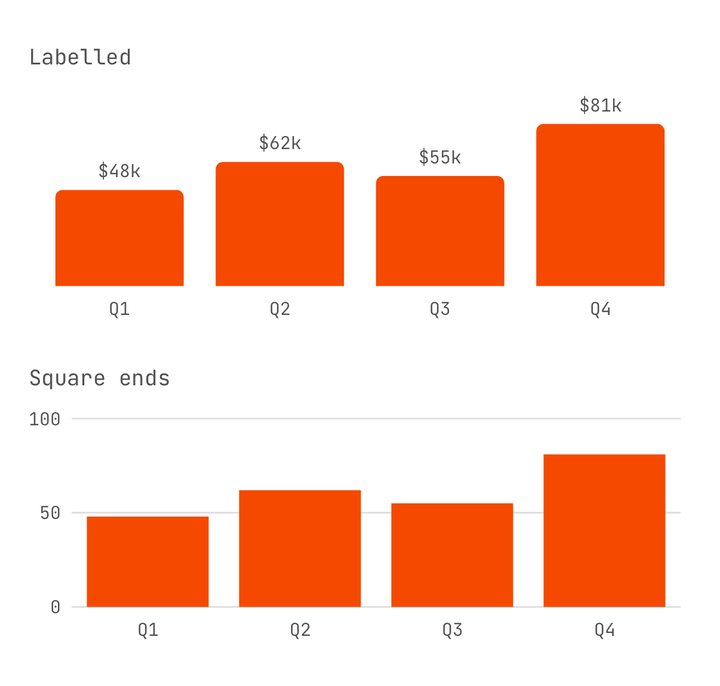 Labelled
$48k
$62k
$55k
$81k
Q1
Q2
Q3
Q4
Square ends
100
50
0
Q1
Q2
Q3
Q4